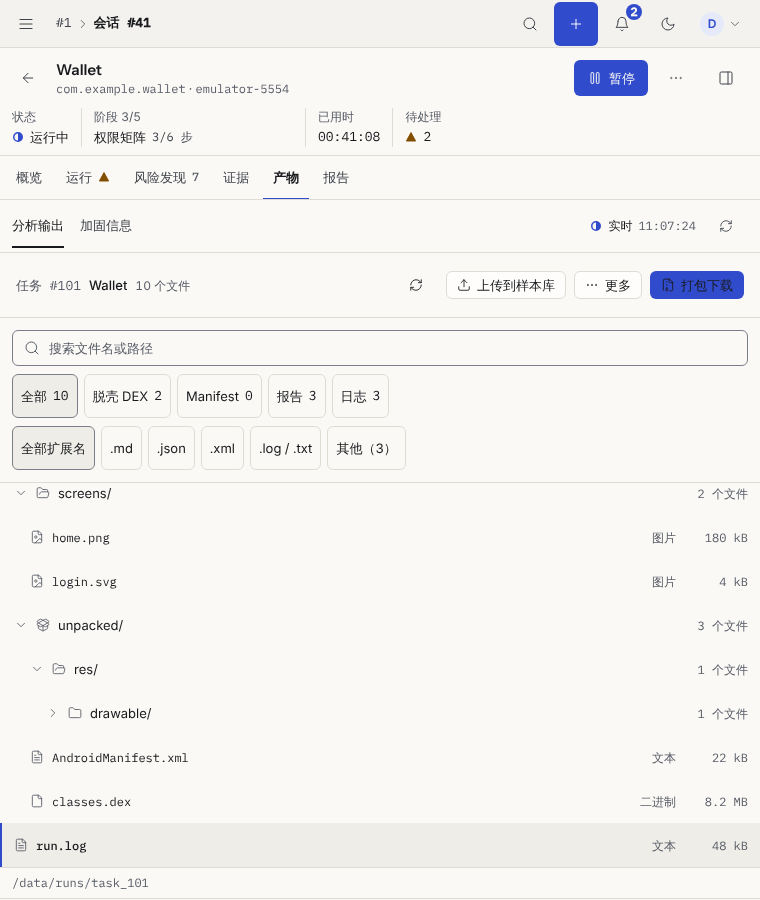 #1 会话 #41 2 D
Wallet
com.example.wallet·emulator-5554
暂停
状态 阶段 3/5 已用时 待处理
运行中 权限矩阵 3/6 步 00:41:08 2
概览 运行 风险发现 7 证据 产物 报告
分析输出 加固信息 实时 11:07:24
任务 #101 Wallet 10 个文件 上传到样本库 更多 打包下载
搜索文件名或路径
全部 10 脱壳 DEX 2 Manifest 0 报告 3 日志 3
全部扩展名 .md .json .xml .log / .txt 其他（3）
screens/ 2 个文件
home.png 图片 180 kB
login.svg 图片 4 kB
unpacked/ 3 个文件
res/ 1 个文件
drawable/ 1 个文件
AndroidManifest.xml 文本 22 kB
classes.dex 二进制 8.2 MB
run.log 文本 48 kB
/data/runs/task_101